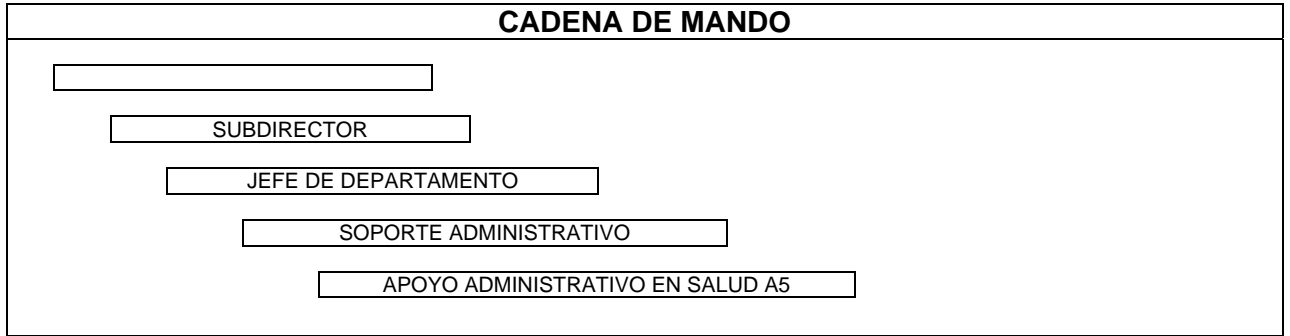 CADENA DE MANDO
SUBDIRECTOR
JEFE DE DEPARTAMENTO
SOPORTE ADMINISTRATIVO
APOYO ADMINISTRATIVO EN SALUD A5